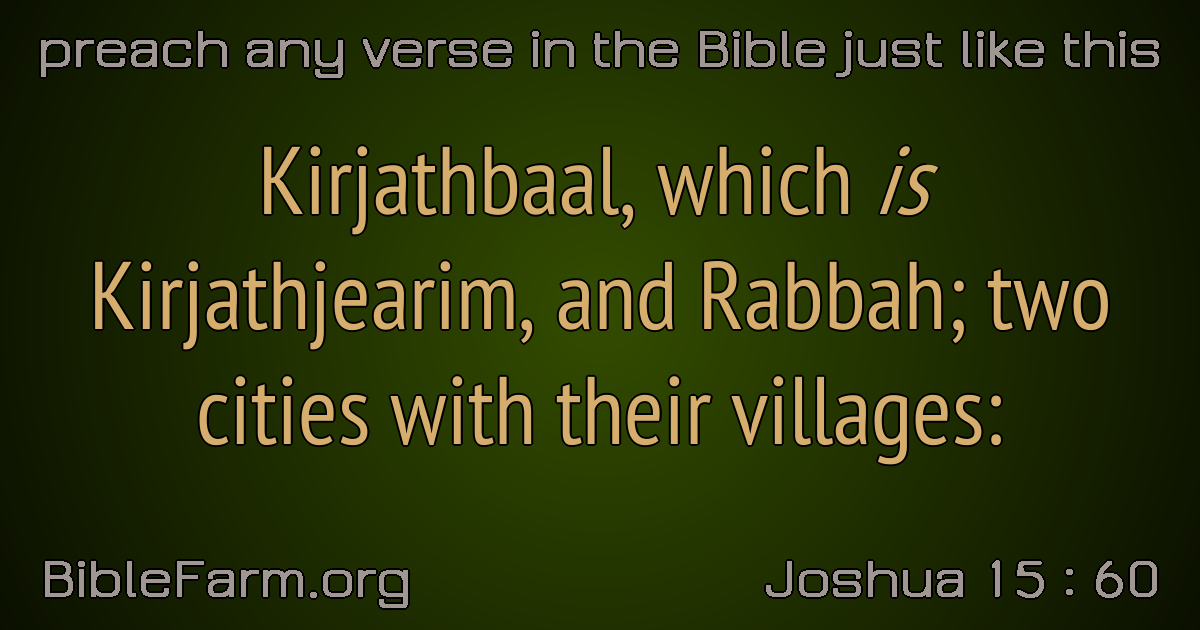 preach any verse in the Bible just like this
Kirjathbaal, which is
Kirjathjearim, and Rabbah; two
cities with their villages:
BibleFarm.org
Joshua 15 : 60